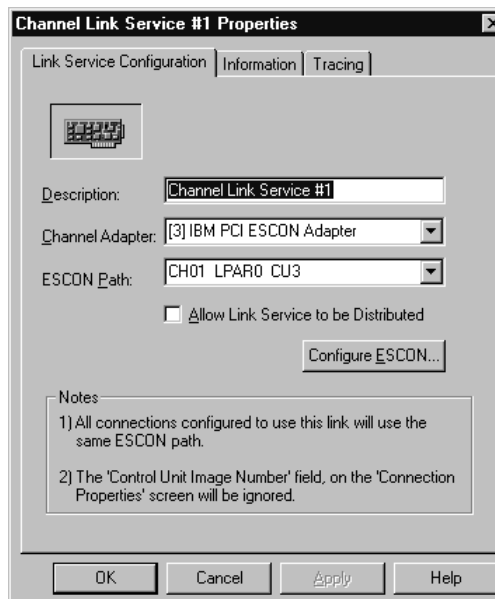 Channel Link Service #1 Properties
Link Service Configuration
Information
Tracing
Description:
Channel Link Service #1
Channel Adapter:
[3] IBM PCI ESCON Adapter
ESCON Path:
CH01 LPAR0 CU3
Allow Link Service to be Distributed
Configure ESCON...
Notes
1) All connections configured to use this link will use the
same ESCON path.
2) The 'Control Unit Image Number' field, on the 'Connection
Properties' screen will be ignored.
OK
Cancel
Apply
Help